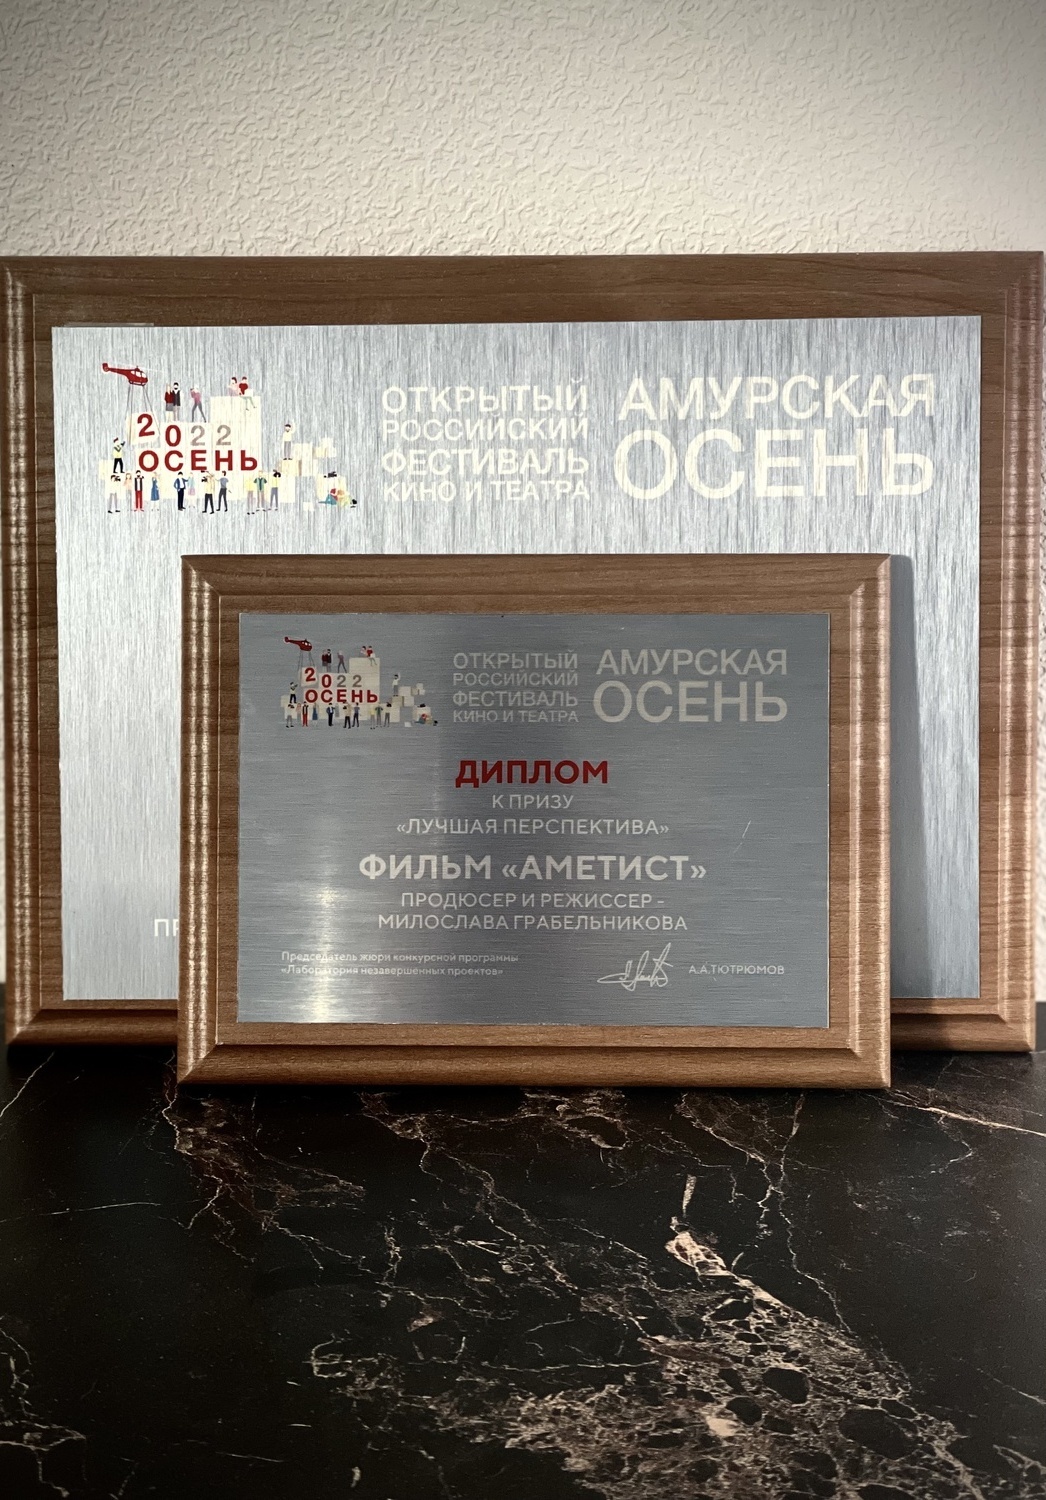 2022
ОСЕНЬ
ОТКРЫТЫЙ
РОССИЙСКИЙ
ФЕСТИВАЛЬ
КИНО И ТЕАТРА
АМУРСКАЯ
ОСЕНЬ
ПР
2022
ОСЕНЬ
ОТКРЫТЫЙ
РОССИЙСКИЙ
ФЕСТИВАЛЬ
КИНО И ТЕАТРА
АМУРСКАЯ
ОСЕНЬ
ДИПЛОМ
К ПРИЗУ
«ЛУЧШАЯ ПЕРСПЕКТИВА»
ФИЛЬМ «АМЕТИСТ»
ПРОДЮСЕР И РЕЖИССЕР -
МИЛОСЛАВА ГРАБЕЛЬНИКОВА
Председатель жюри конкурсной программы
«Лаборатория незавершенных проектов»
А.А.ТЮТРЮМОВ